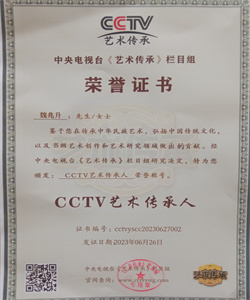 CCTV
艺术传承
中央电视台《艺术传承》栏目组
荣誉证书
魏兆升 先生/女士
鉴于您在传承中华民族艺术，弘扬中国传统文化，
以及书画艺术创作和艺术研究领域做出的贡献。经
中央电视台《艺术传承》栏目组研究决定，特为您
颁发：CCTV艺术传承人 荣誉称号。
CCTV艺术传承人
证书编号：cctvyscc20230627002
发证日期2023年06月26日
中央电视台
官网查询：
艺术传承